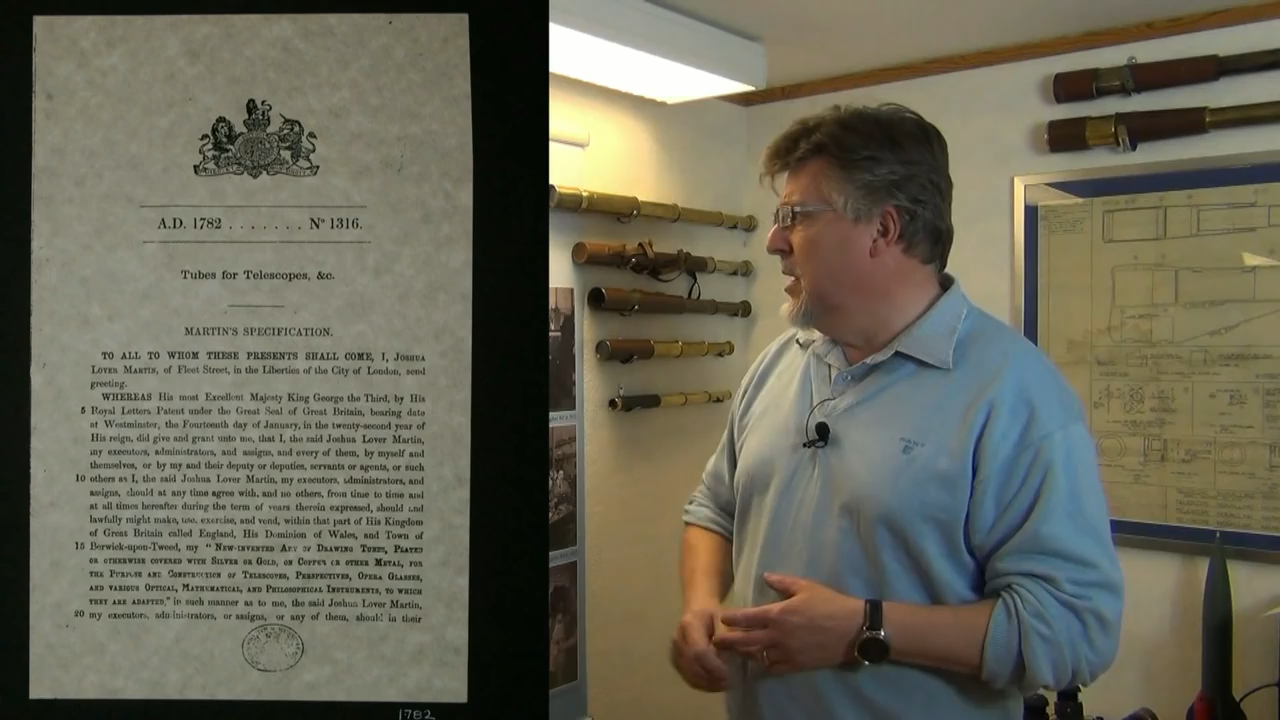 A.D. 1782 . . . . . . . Nº 1316.
Tubes for Telescopes, &c.
MARTIN'S SPECIFICATION.
TO ALL TO WHOM THESE PRESENTS SHALL COME, I, JOSHUA
LOVER MARTIN, of Fleet Street, in the Liberties of the City of London, send
greeting.
WHEREAS His most Excellent Majesty King George the Third, by His
5 Royal Letters Patent under the Great Seal of Great Britain, bearing date
at Westminster, the Fourteenth day of January, in the twenty-second year of
His reign, did give and grant unto me, that I, the said Joshua Lover Martin,
my executors, administrators, and assigns, and every of them, by myself and
themselves, or by my and their deputy or deputies, servants or agents, or such
10 others as I, the said Joshua Lover Martin, my executors, administrators, and
assigns, should at any time agree with, and no others, from time to time and
at all times hereafter during the term of years therein expressed, should and
lawfully might make, use, exercise, and vend, within that part of His Kingdom
of Great Britain called England, His Dominion of Wales, and Town of
15 Berwick-upon-Tweed, my "NEW-INVENTED ART OF DRAWING TUBES, PLATED
OR OTHERWISE COVERED WITH SILVER OR GOLD, ON COPPER OR OTHER METAL, FOR
THE PURPOSE AND CONSTRUCTION OF TELESCOPES, PERSPECTIVES, OPERA GLASSES,
AND VARIOUS OPTICAL, MATHEMATICAL, AND PHILOSOPHICAL INSTRUMENTS, TO WHICH
THEY ARE ADAPTED," in such manner as to me, the said Joshua Lover Martin,
20 my executors, administrators, or assigns, or any of them, should in their
1782
GANT